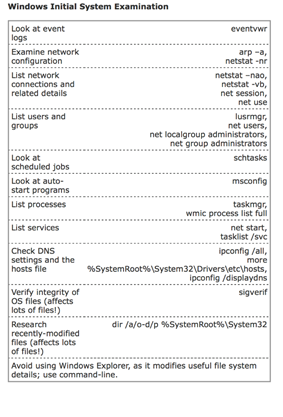 Windows Initial System Examination
Look at event eventvwr
logs
Examine network arp –a,
configuration netstat -nr
List network netstat –nao,
connections and netstat -vb,
related details net session,
net use
List users and lusrmgr,
groups net users,
net localgroup administrators,
net group administrators
Look at schtasks
scheduled jobs
Look at auto- msconfig
start programs
List processes taskmgr,
wmic process list full
List services net start,
tasklist /svc
Check DNS ipconfig /all,
settings and the more
hosts file %SystemRoot%\System32\Drivers\etc\hosts,
ipconfig /displaydns
Verify integrity of sigverif
OS files (affects
lots of files!)
Research dir /a/o-d/p %SystemRoot%\System32
recently-modified
files (affects lots
of files!)
Avoid using Windows Explorer, as it modifies useful file system
details; use command-line.